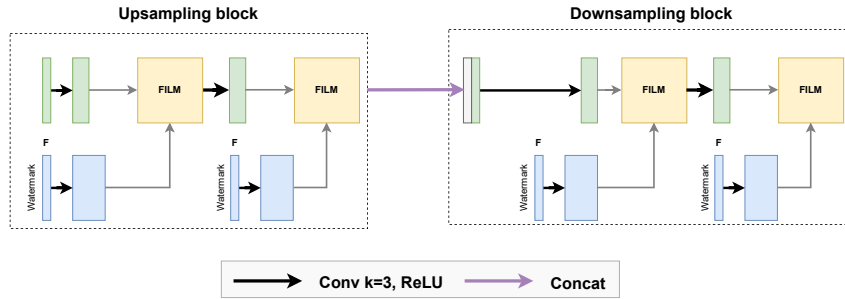 Upsampling block
Downsampling block
FILM
FILM
FILM
FILM
F
F
F
F
Watermark
Watermark
Watermark
Watermark
Conv k=3, ReLU
Concat